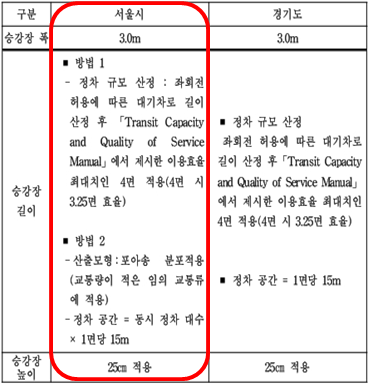 구분
서울시
경기도
승강장 폭
3.0m
3.0m
승강장
길이
■ 방법 1
- 정차 규모 산정 : 좌회전
허용에 따른 대기차로 길이
산정 후 「Transit Capacity
and Quality of Service
Manual」에서 제시한 이용효율
최대치인 4면 적용(4면 시
3.25면 효율)
■ 방법 2
-산출모형:포아송 분포적용
(교통량이 적은 임의 교통류
에 적용)
-정차 공간 = 동시 정차 대수
× 1면당 15m
■ 정차 규모 산정
좌회전 허용에 따른 대기차로
길이 산정 후「Transit Capacity
and Quality of Service Manual」
에서 제시한 이용효율 최대치인
4면 적용(4면 시 3.25면 효율)
■ 정차 공간 = 1면당 15m
승강장
높이
25㎝ 적용
25㎝ 적용